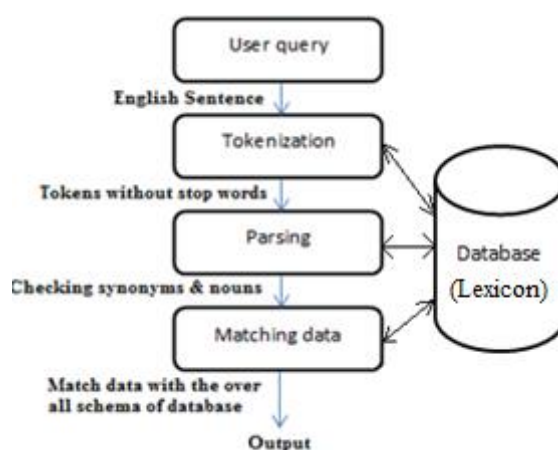 User query
English Sentence
Tokenization
Tokens without stop words
Parsing
Database
(Lexicon)
Checking synonyms & nouns
Matching data
Match data with the over
all schema of database
Output